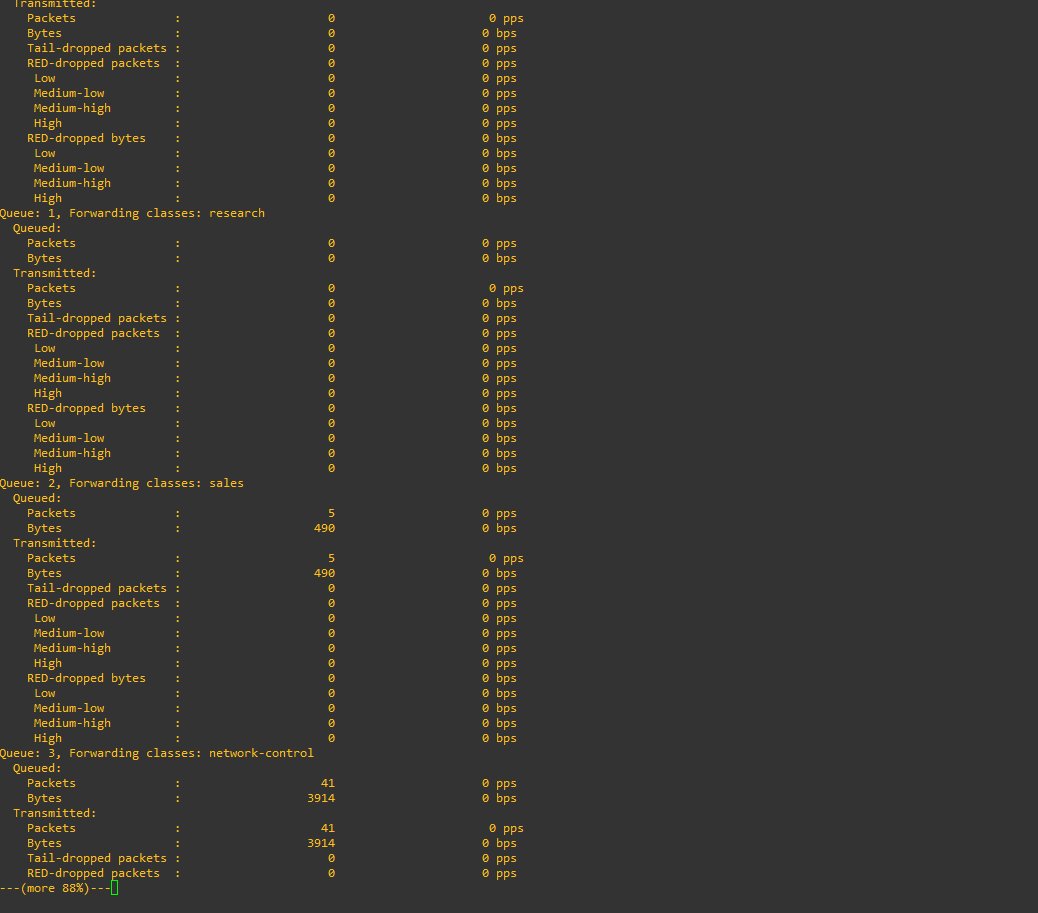 Transmitted:
    Packets               :                     0                      0 pps
    Bytes                 :                     0                     0 bps
    Tail-dropped packets :                     0                     0 pps
    RED-dropped packets  :                     0                     0 pps
     Low                  :                     0                     0 pps
     Medium-low           :                     0                     0 pps
     Medium-high          :                     0                     0 pps
     High                 :                     0                     0 pps
    RED-dropped bytes    :                     0                     0 bps
     Low                  :                     0                     0 bps
     Medium-low           :                     0                     0 bps
     Medium-high          :                     0                     0 bps
     High                 :                     0                     0 bps
Queue: 1, Forwarding classes: research
  Queued:
    Packets               :                     0                     0 pps
    Bytes                 :                     0                     0 bps
  Transmitted:
    Packets               :                     0                      0 pps
    Bytes                 :                     0                     0 bps
    Tail-dropped packets :                     0                     0 pps
    RED-dropped packets  :                     0                     0 pps
     Low                  :                     0                     0 pps
     Medium-low           :                     0                     0 pps
     Medium-high          :                     0                     0 pps
     High                 :                     0                     0 pps
    RED-dropped bytes    :                     0                     0 bps
     Low                  :                     0                     0 bps
     Medium-low           :                     0                     0 bps
     Medium-high          :                     0                     0 bps
     High                 :                     0                     0 bps
Queue: 2, Forwarding classes: sales
  Queued:
    Packets               :                     5                     0 pps
    Bytes                 :                   490                     0 bps
  Transmitted:
    Packets               :                     5                      0 pps
    Bytes                 :                   490                     0 bps
    Tail-dropped packets :                     0                     0 pps
    RED-dropped packets  :                     0                     0 pps
     Low                  :                     0                     0 pps
     Medium-low           :                     0                     0 pps
     Medium-high          :                     0                     0 pps
     High                 :                     0                     0 pps
    RED-dropped bytes    :                     0                     0 bps
     Low                  :                     0                     0 bps
     Medium-low           :                     0                     0 bps
     Medium-high          :                     0                     0 bps
     High                 :                     0                     0 bps
Queue: 3, Forwarding classes: network-control
  Queued:
    Packets               :                    41                     0 pps
    Bytes                 :                  3914                     0 bps
  Transmitted:
    Packets               :                    41                      0 pps
    Bytes                 :                  3914                     0 bps
    Tail-dropped packets :                     0                     0 pps
    RED-dropped packets  :                     0                     0 pps
---(more 88%)---